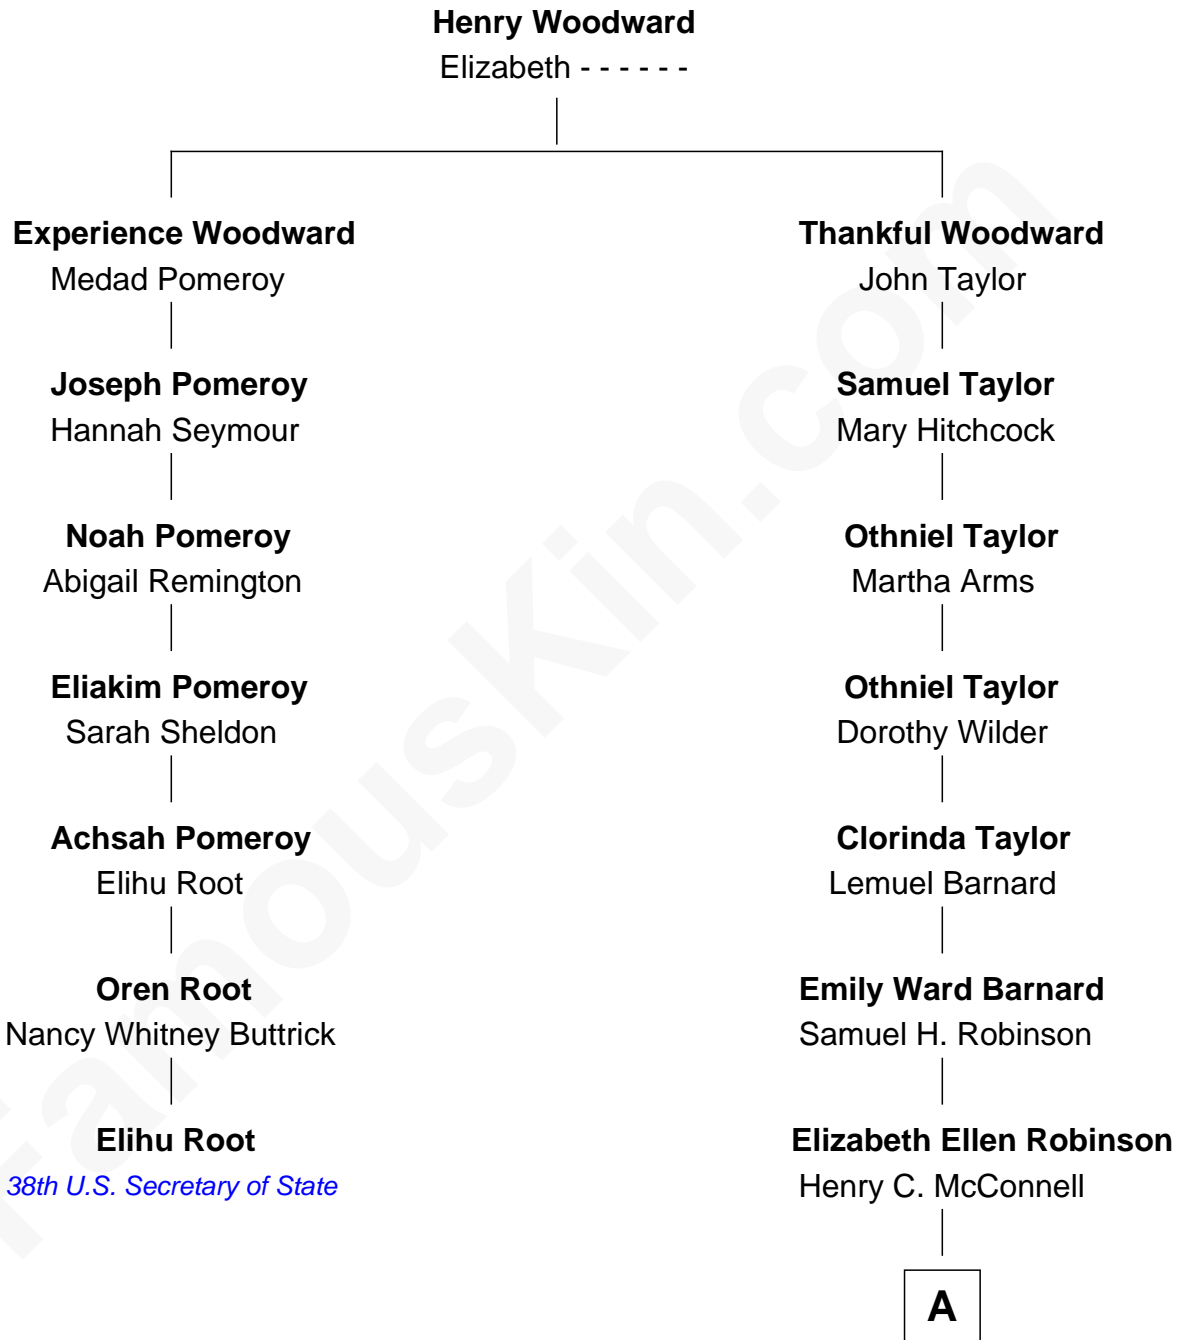 Henry Woodward
Elizabeth - - - - - -
Experience Woodward
Medad Pomeroy
Thankful Woodward
John Taylor
Joseph Pomeroy
Hannah Seymour
Samuel Taylor
Mary Hitchcock
Noah Pomeroy
Abigail Remington
Othniel Taylor
Martha Arms
Eliakim Pomeroy
Sarah Sheldon
Othniel Taylor
Dorothy Wilder
Achsah Pomeroy
Elihu Root
Clorinda Taylor
Lemuel Barnard
Oren Root
Nancy Whitney Buttrick
Emily Ward Barnard
Samuel H. Robinson
Elihu Root
38th U.S. Secretary of State
Elizabeth Ellen Robinson
Henry C. McConnell
A
FamousKin.com